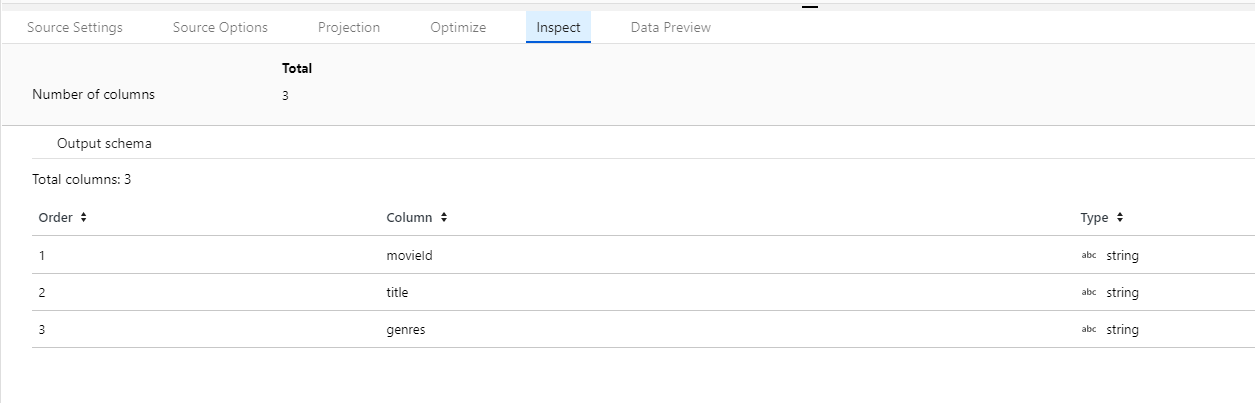 Source Settings Source Options Projection Optimize Inspect Data Preview
Total
Number of columns 3
Output schema
Total columns: 3
Order Column Type
1 movieId abc string
2 title abc string
3 genres abc string